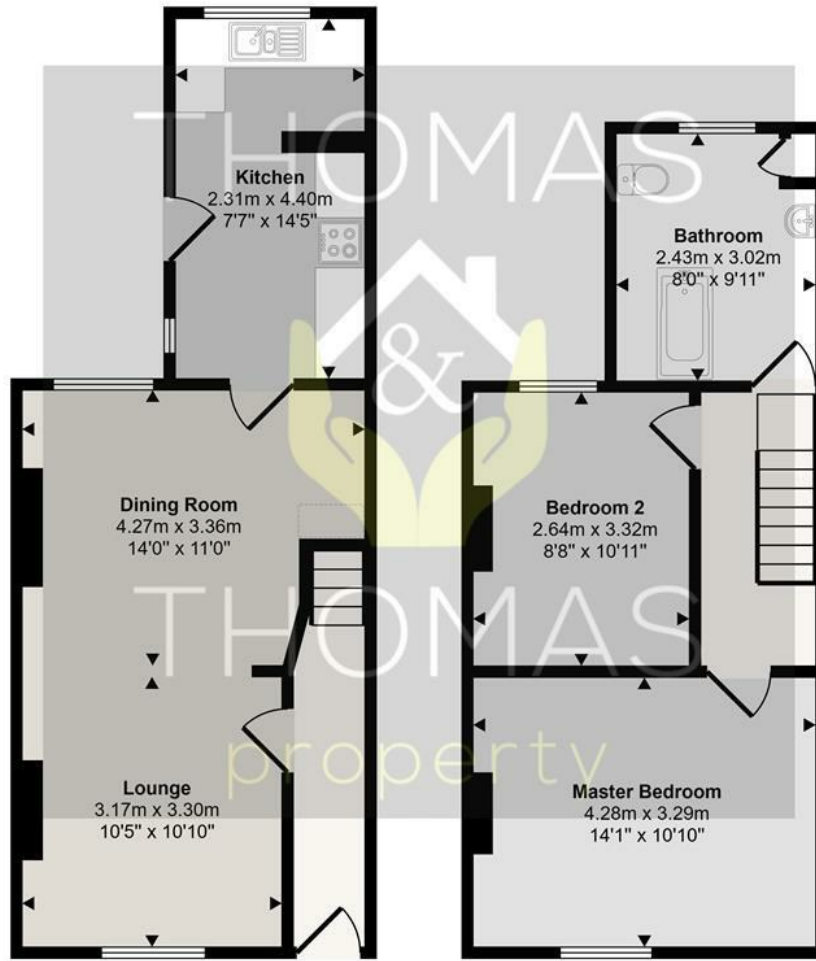 THOMAS
&
THOMAS
property
Kitchen
2.31m x 4.40m
7'7" x 14'5"
Dining Room
4.27m x 3.36m
14'0" x 11'0"
Lounge
3.17m x 3.30m
10'5" x 10'10"
Bathroom
2.43m x 3.02m
8'0" x 9'11"
Bedroom 2
2.64m x 3.32m
8'8" x 10'11"
Master Bedroom
4.28m x 3.29m
14'1" x 10'10"